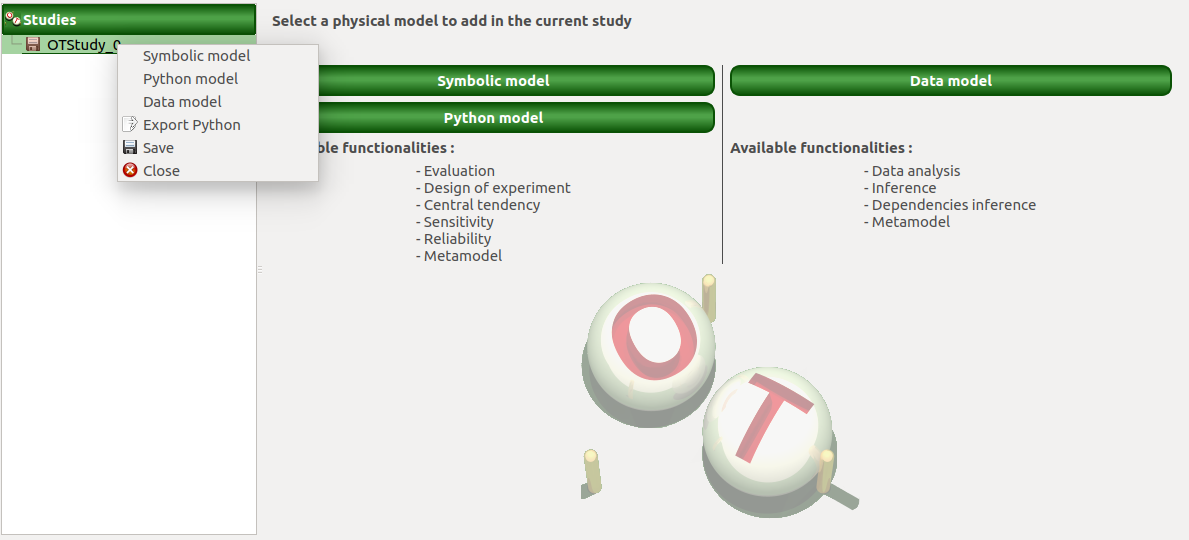 Studies
OTStudy_0
Symbolic model
Python model
Data model
Export Python
Save
Close
Select a physical model to add in the current study
Symbolic model
Python model
ble functionalities :
- Evaluation
- Design of experiment
- Central tendency
- Sensitivity
- Reliability
- Metamodel
Data model
Available functionalities :
- Data analysis
- Inference
- Dependencies inference
- Metamodel
O
T